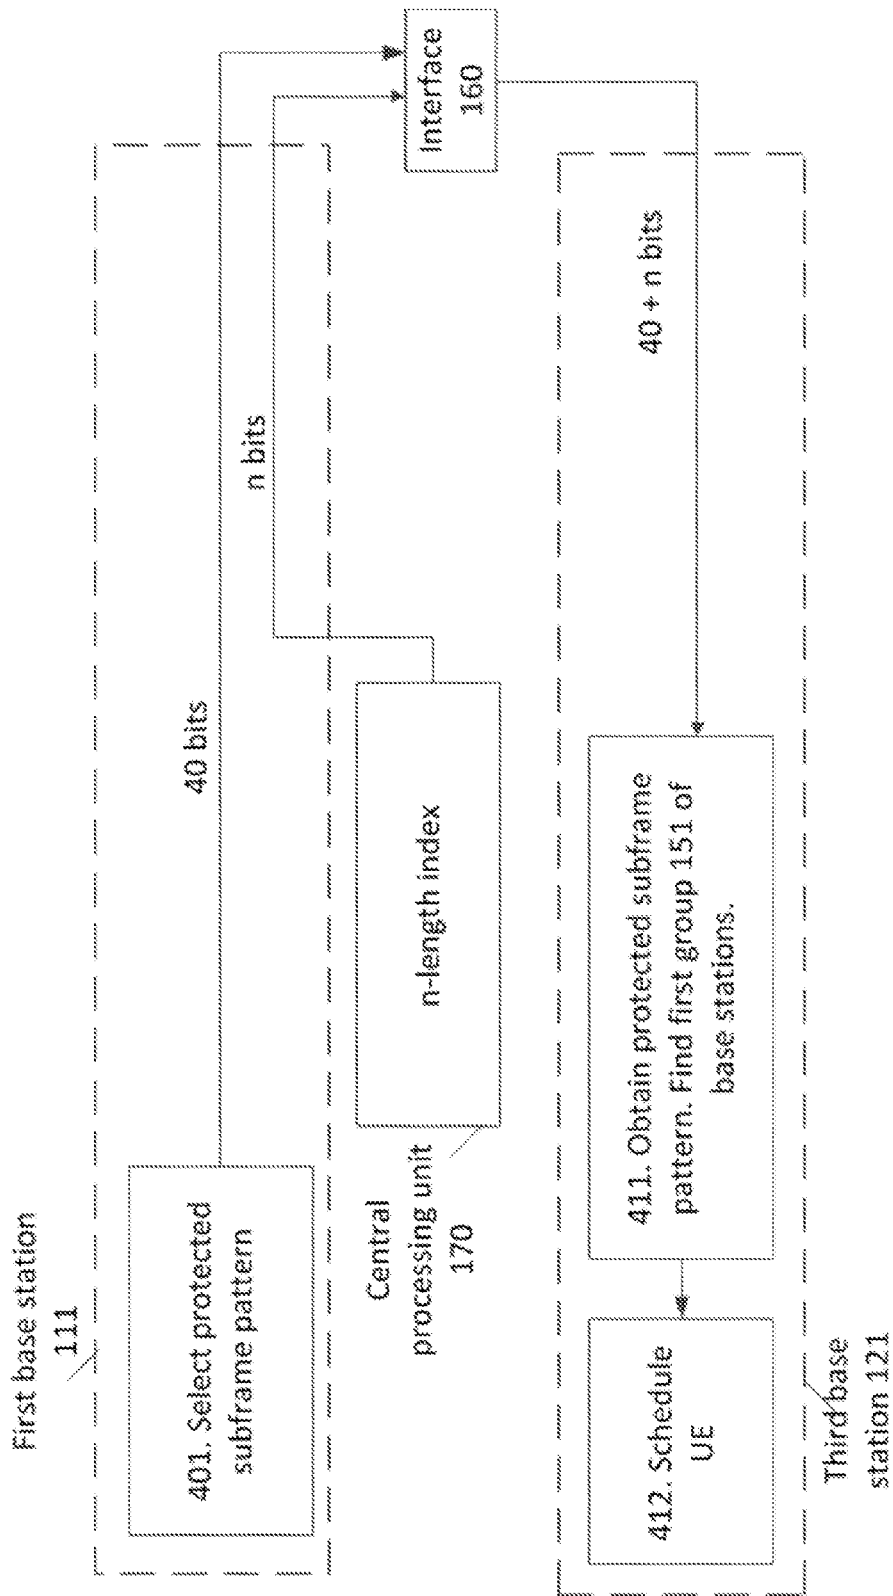 First base station
111
401. Select protected
subframe pattern
40 bits
n bits
Interface
160
Central
processing unit
170
n-length index
40 + n bits
411. Obtain protected subframe
pattern. Find first group 151 of
base stations.
412. Schedule
UE
Third base
station 121